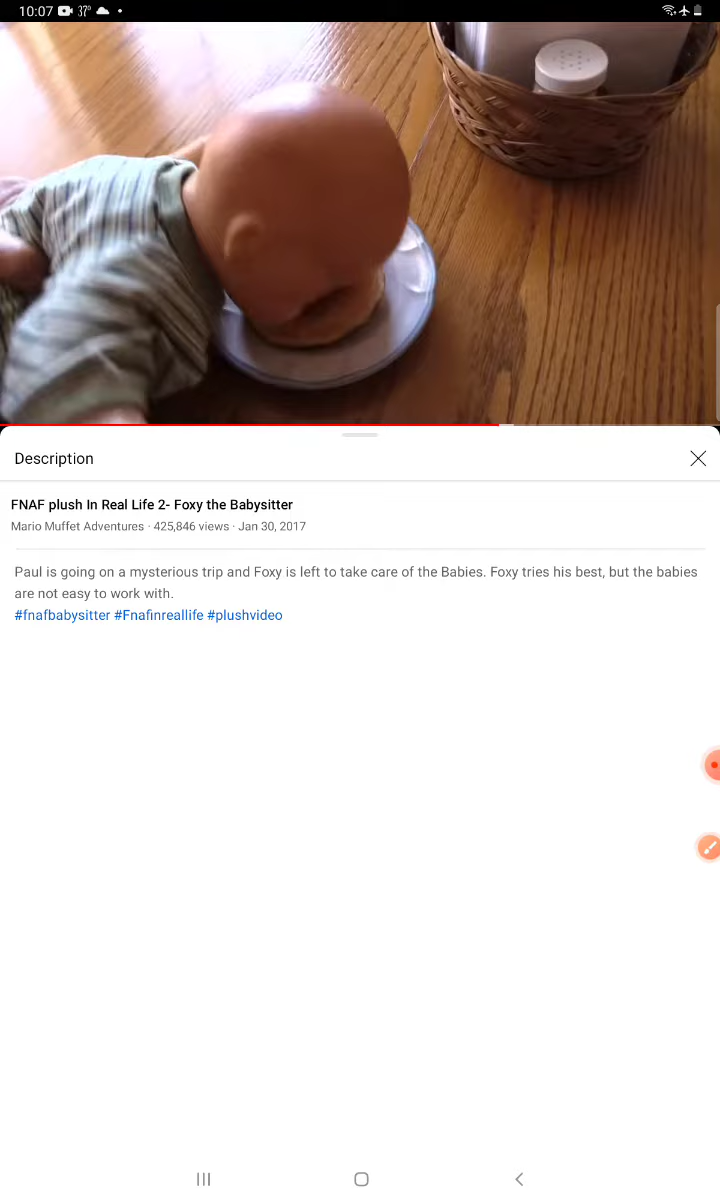 10:07 37°
Description
FNAF plush In Real Life 2- Foxy the Babysitter
Mario Muffet Adventures · 425,846 views · Jan 30, 2017
Paul is going on a mysterious trip and Foxy is left to take care of the Babies. Foxy tries his best, but the babies
are not easy to work with.
#fnafbabysitter #Fnafinreallife #plushvideo